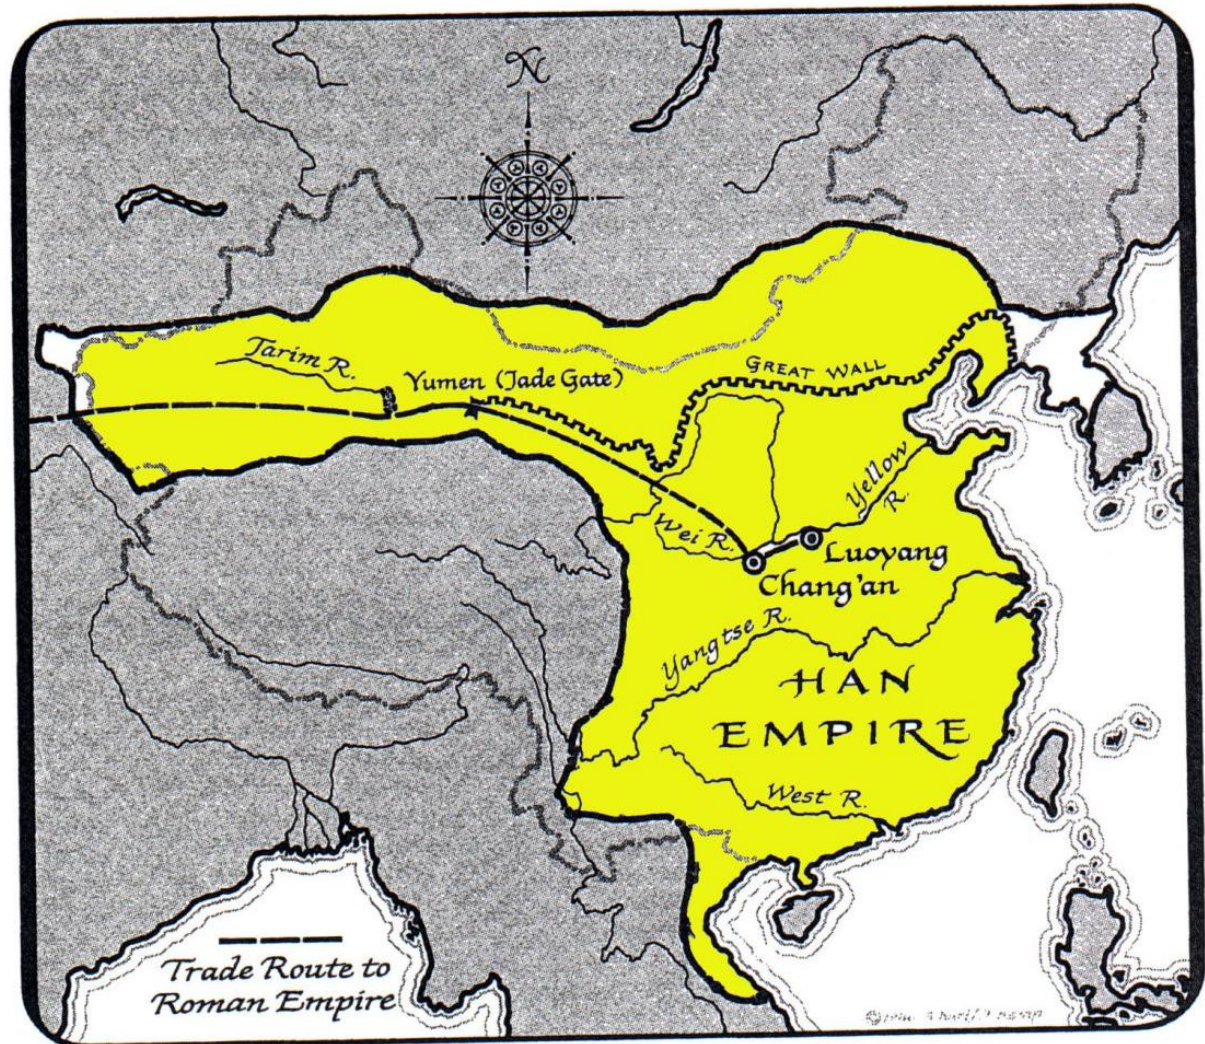 N
Tarim R.
Yumen (Jade Gate)
GREAT WALL
Yellow
R.
Wei R.
Luoyang
Chang'an
Yangtse R.
HAN
EMPIRE
West R.
Trade Route to
Roman Empire